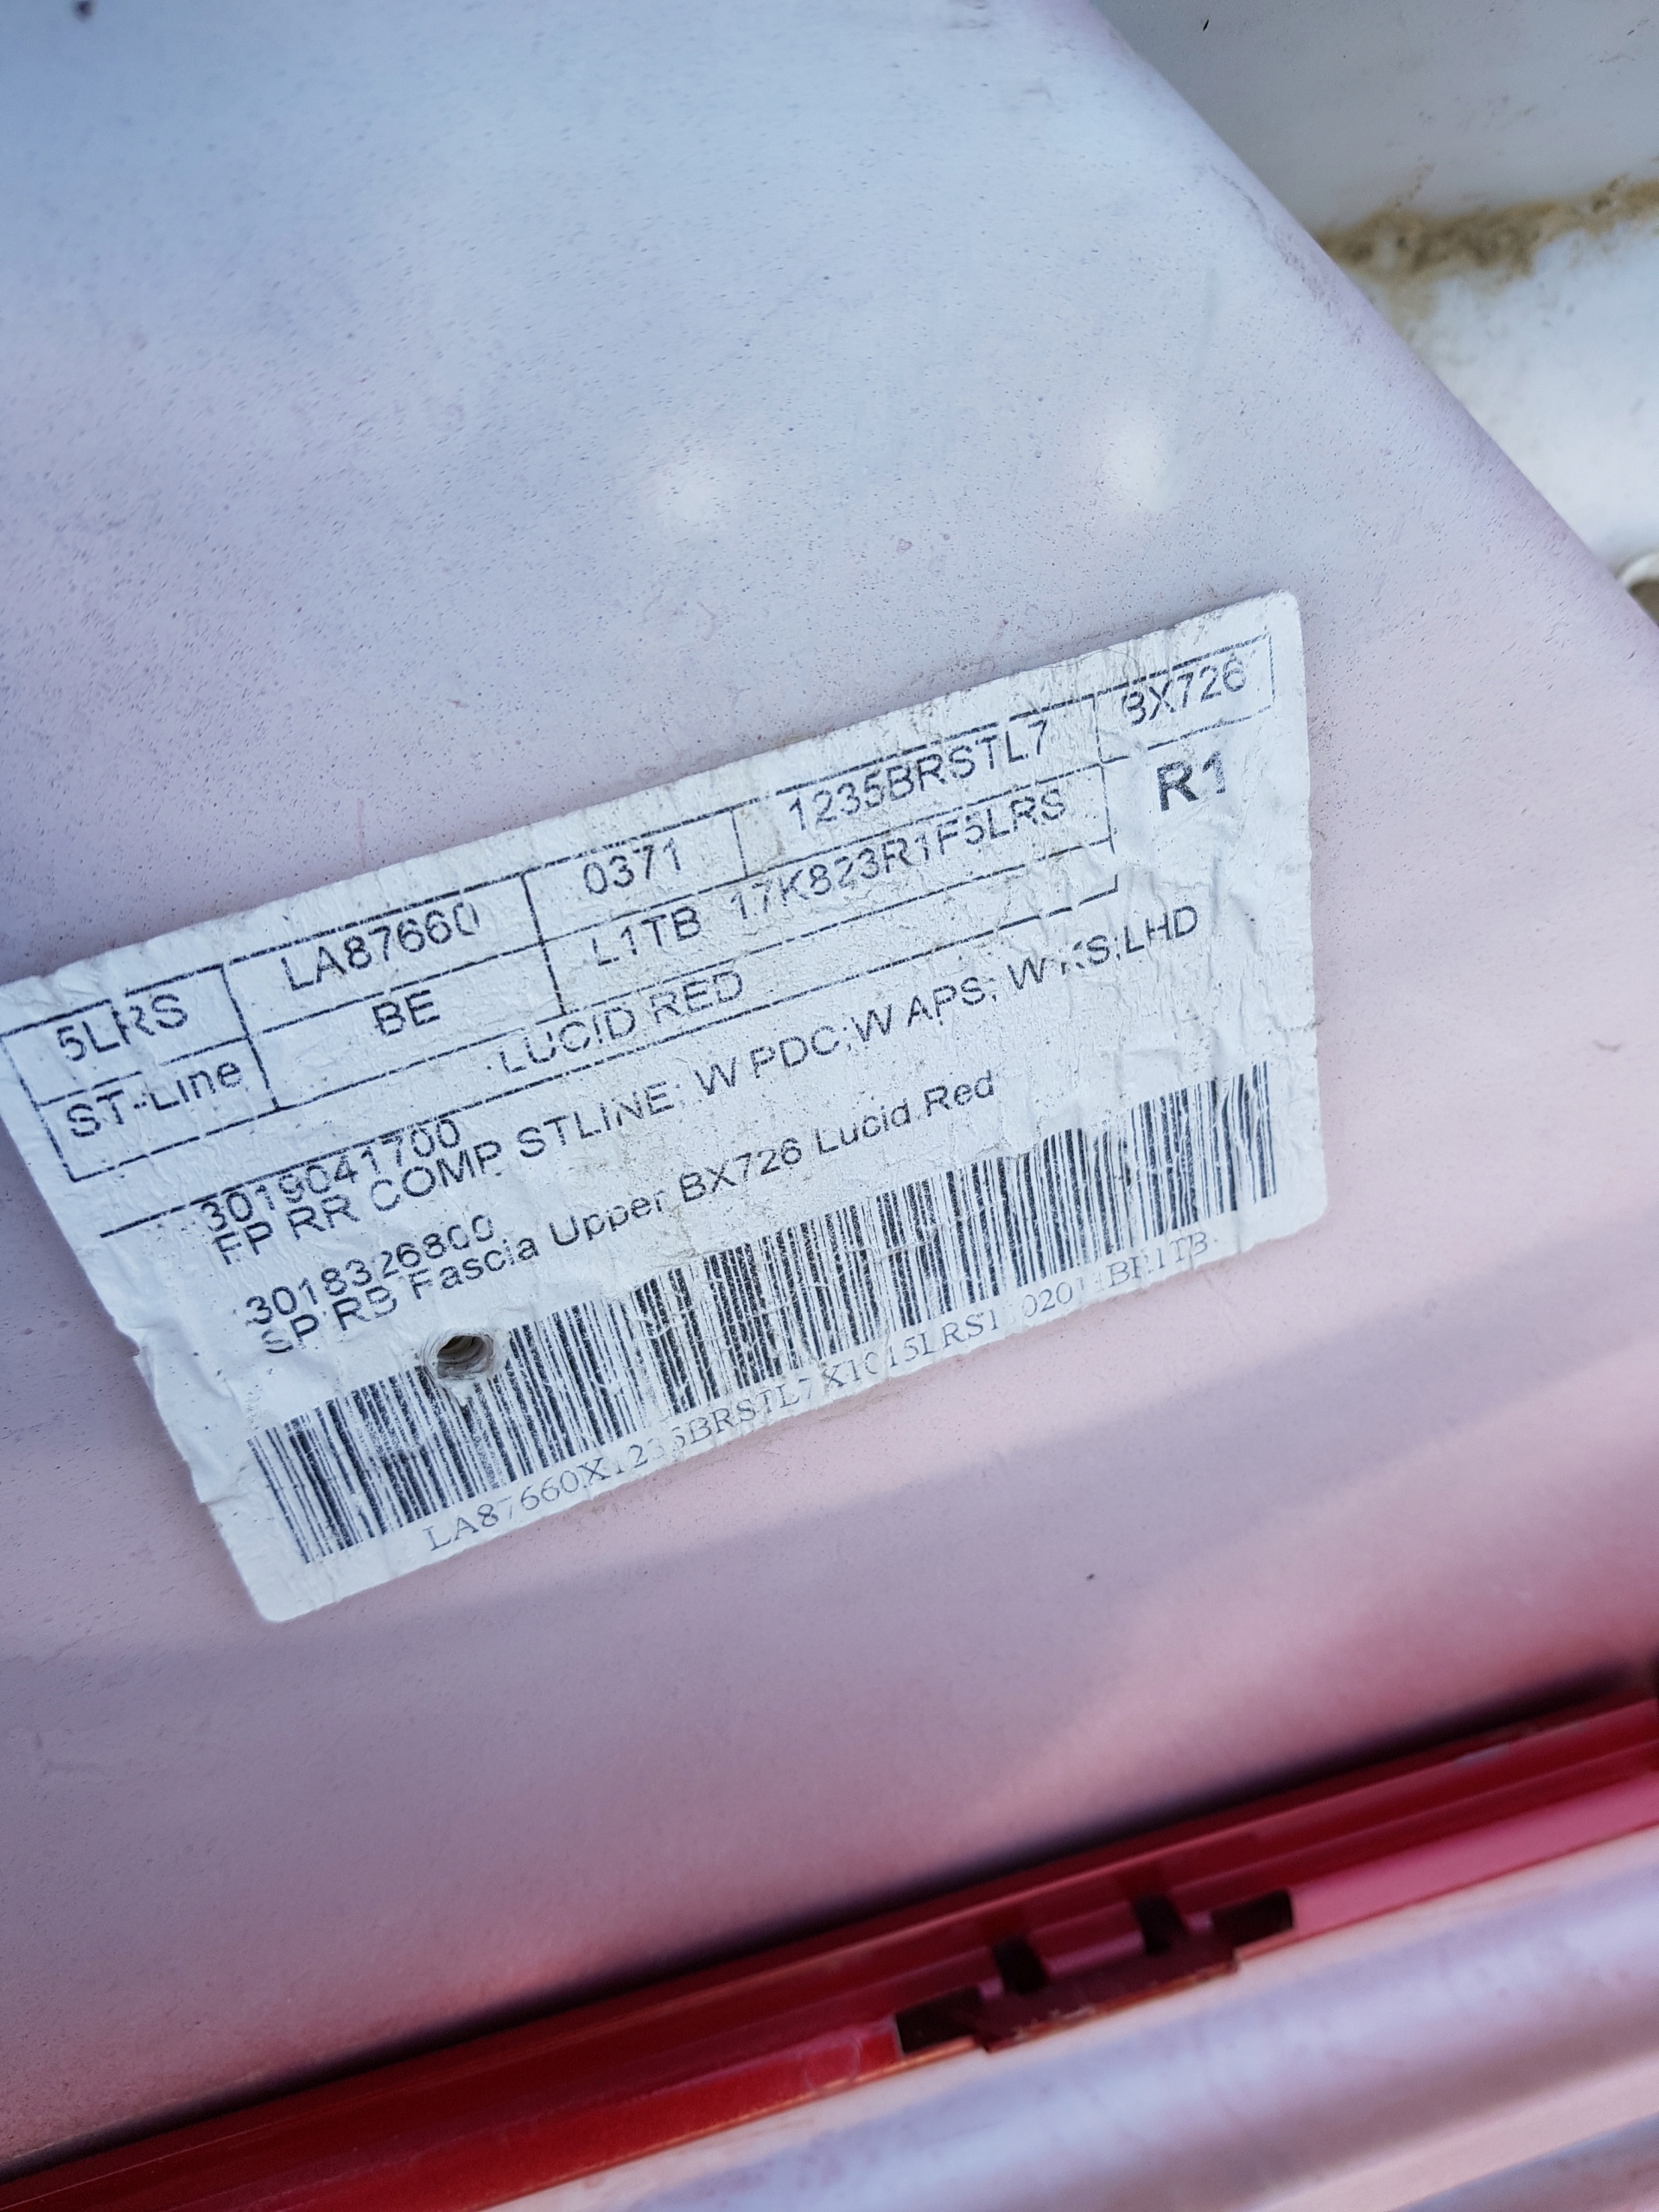 5LRS LA87660 0371 1235BRSTL7 BX726
ST-Line BE L1TB 17K823R1F5LRS R1
LUCID RED
3019041700
FP RR COMP STLINE; W PDC;W APS; W KS;LHD
3018326800
SP RB Fascia Upper BX726 Lucid Red